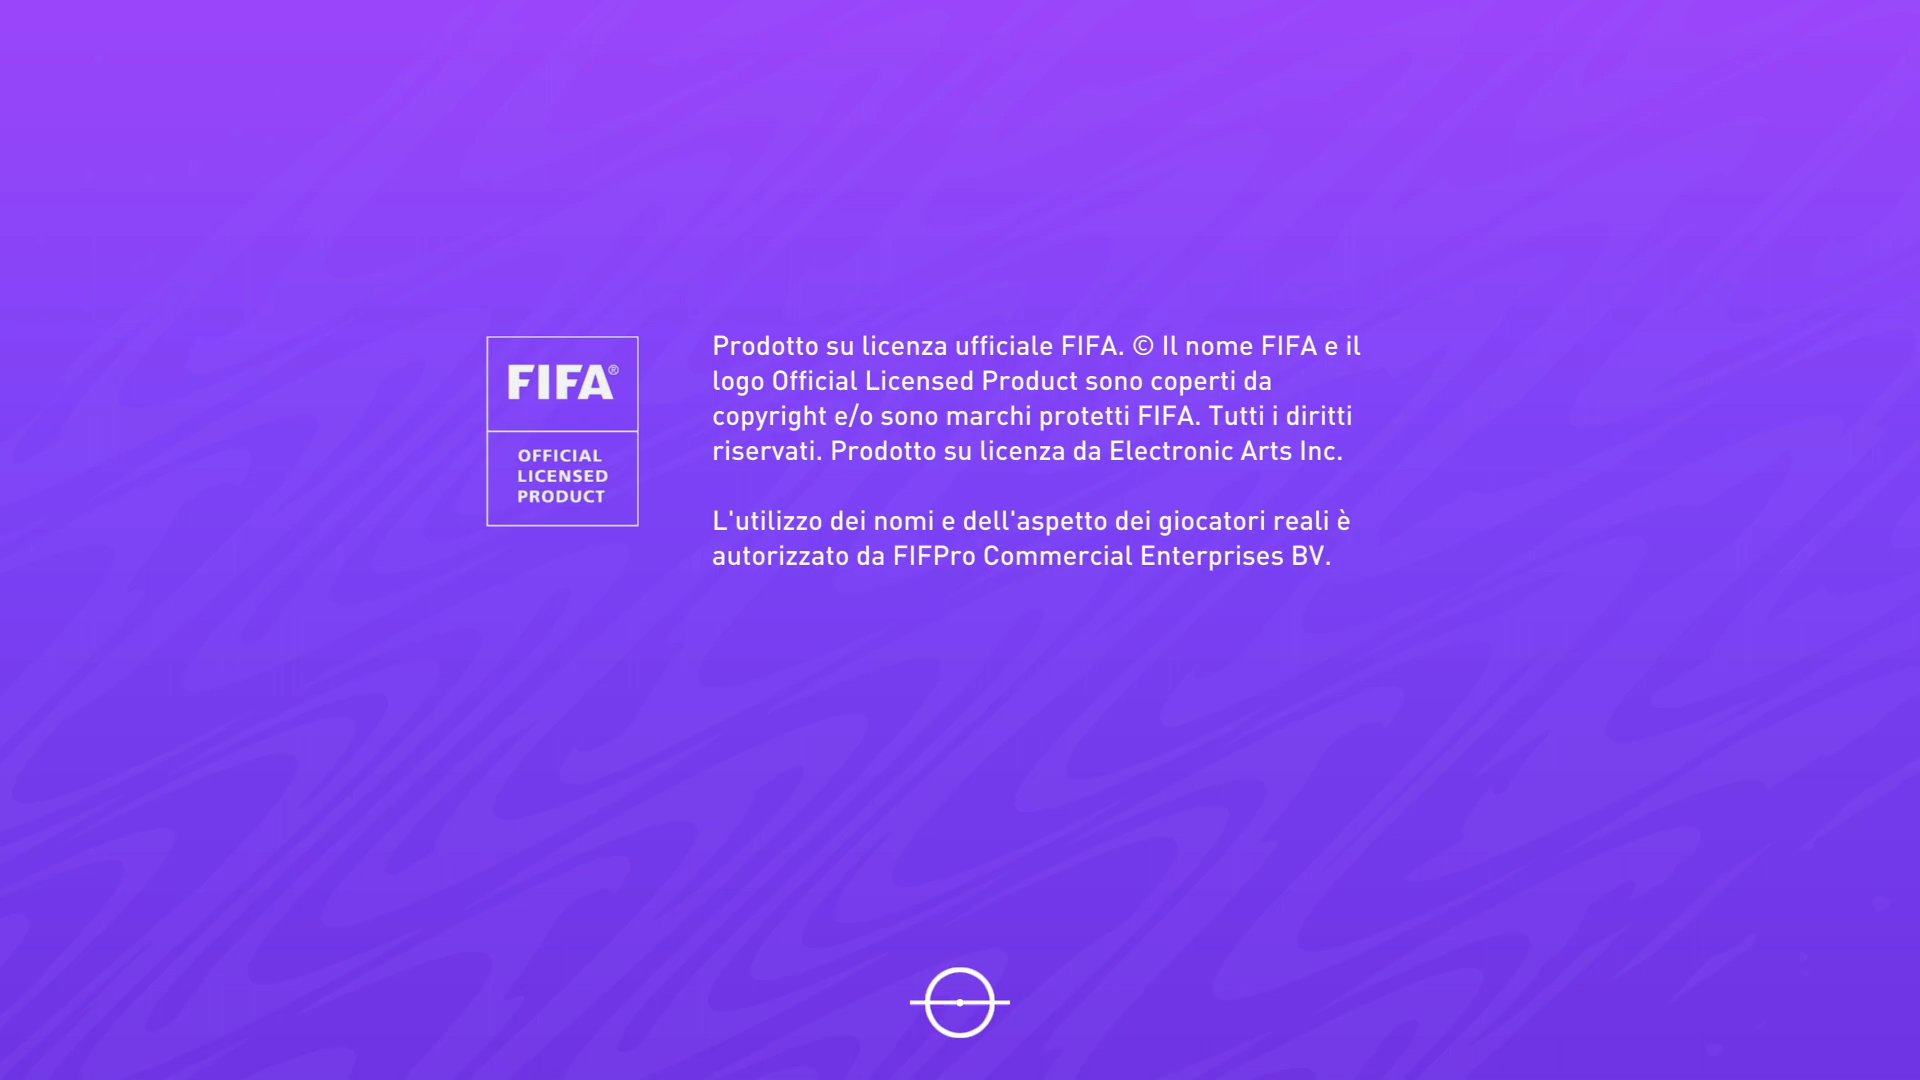 FIFA®
OFFICIAL
LICENSED
PRODUCT
Prodotto su licenza ufficiale FIFA. © Il nome FIFA e il
logo Official Licensed Product sono coperti da
copyright e/o sono marchi protetti FIFA. Tutti i diritti
riservati. Prodotto su licenza da Electronic Arts Inc.
L'utilizzo dei nomi e dell'aspetto dei giocatori reali è
autorizzato da FIFPro Commercial Enterprises BV.